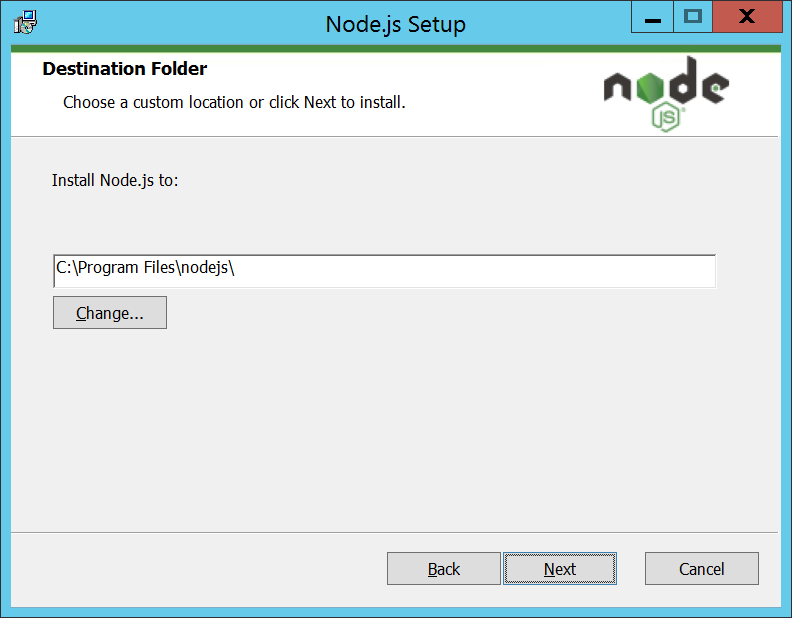 Node.js Setup
Destination Folder
Choose a custom location or click Next to install.
node
JS
Install Node.js to:
C:\Program Files\nodejs\
Change...
Back
Next
Cancel